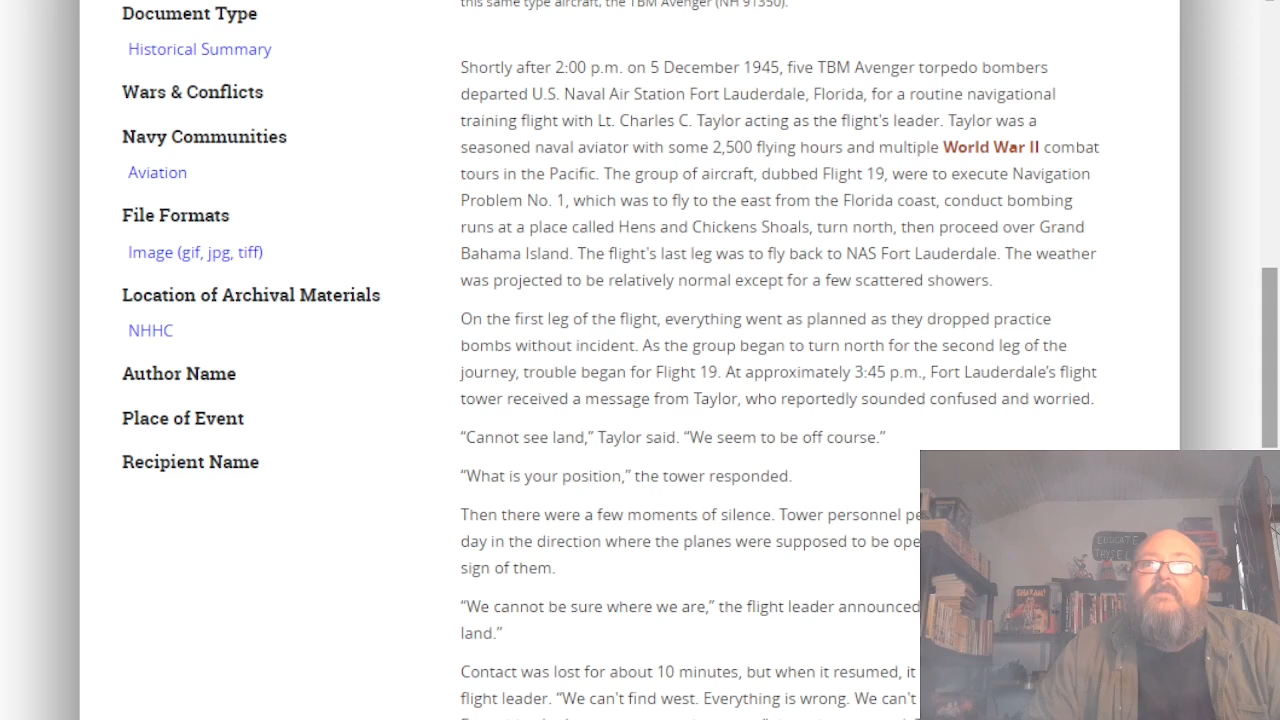 this same type aircraft, the TBM Avenger (NH 91350).
Document Type
Historical Summary
Wars & Conflicts
Navy Communities
Aviation
File Formats
Image (gif, jpg, tiff)
Location of Archival Materials
NHHC
Author Name
Place of Event
Recipient Name
Shortly after 2:00 p.m. on 5 December 1945, five TBM Avenger torpedo bombers
departed U.S. Naval Air Station Fort Lauderdale, Florida, for a routine navigational
training flight with Lt. Charles C. Taylor acting as the flight’s leader. Taylor was a
seasoned naval aviator with some 2,500 flying hours and multiple World War II combat
tours in the Pacific. The group of aircraft, dubbed Flight 19, were to execute Navigation
Problem No. 1, which was to fly to the east from the Florida coast, conduct bombing
runs at a place called Hens and Chickens Shoals, turn north, then proceed over Grand
Bahama Island. The flight’s last leg was to fly back to NAS Fort Lauderdale. The weather
was projected to be relatively normal except for a few scattered showers.
On the first leg of the flight, everything went as planned as they dropped practice
bombs without incident. As the group began to turn north for the second leg of the
journey, trouble began for Flight 19. At approximately 3:45 p.m., Fort Lauderdale’s flight
tower received a message from Taylor, who reportedly sounded confused and worried.
“Cannot see land,” Taylor said. “We seem to be off course.”
“What is your position,” the tower responded.
Then there were a few moments of silence. Tower personnel pe
day in the direction where the planes were supposed to be ope
sign of them.
“We cannot be sure where we are,” the flight leader announced
land.”
Contact was lost for about 10 minutes, but when it resumed, it
flight leader. “We can’t find west. Everything is wrong. We can’t
EDUCATE
THYSELF
SHAZAM!